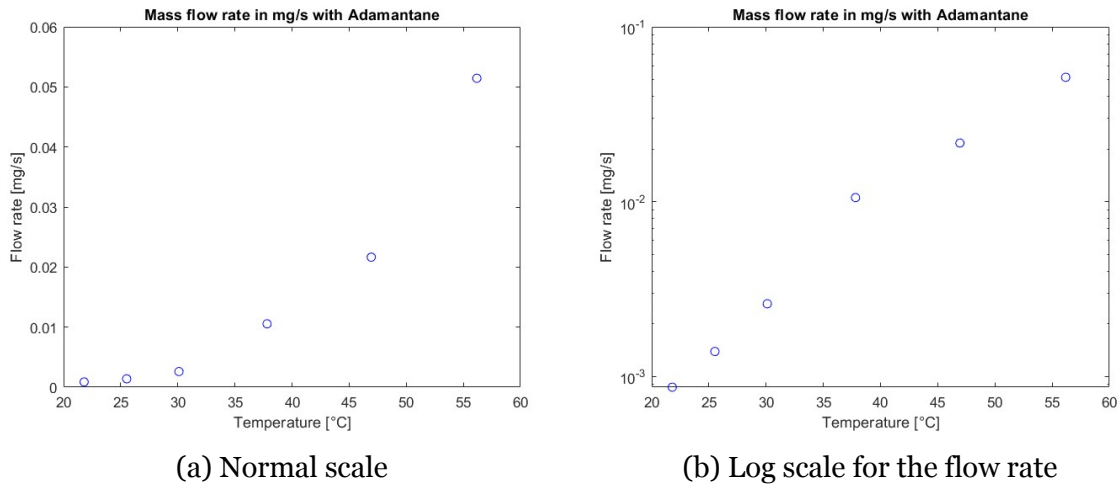 Mass flow rate in mg/s with Adamantane
0.06
0.05
0.04
0.03
0.02
0.01
0
Flow rate [mg/s]
20 25 30 35 40 45 50 55 60
Temperature [°C]
(a) Normal scale
Mass flow rate in mg/s with Adamantane
10-1
10-2
10-3
Flow rate [mg/s]
20 25 30 35 40 45 50 55 60
Temperature [°C]
(b) Log scale for the flow rate